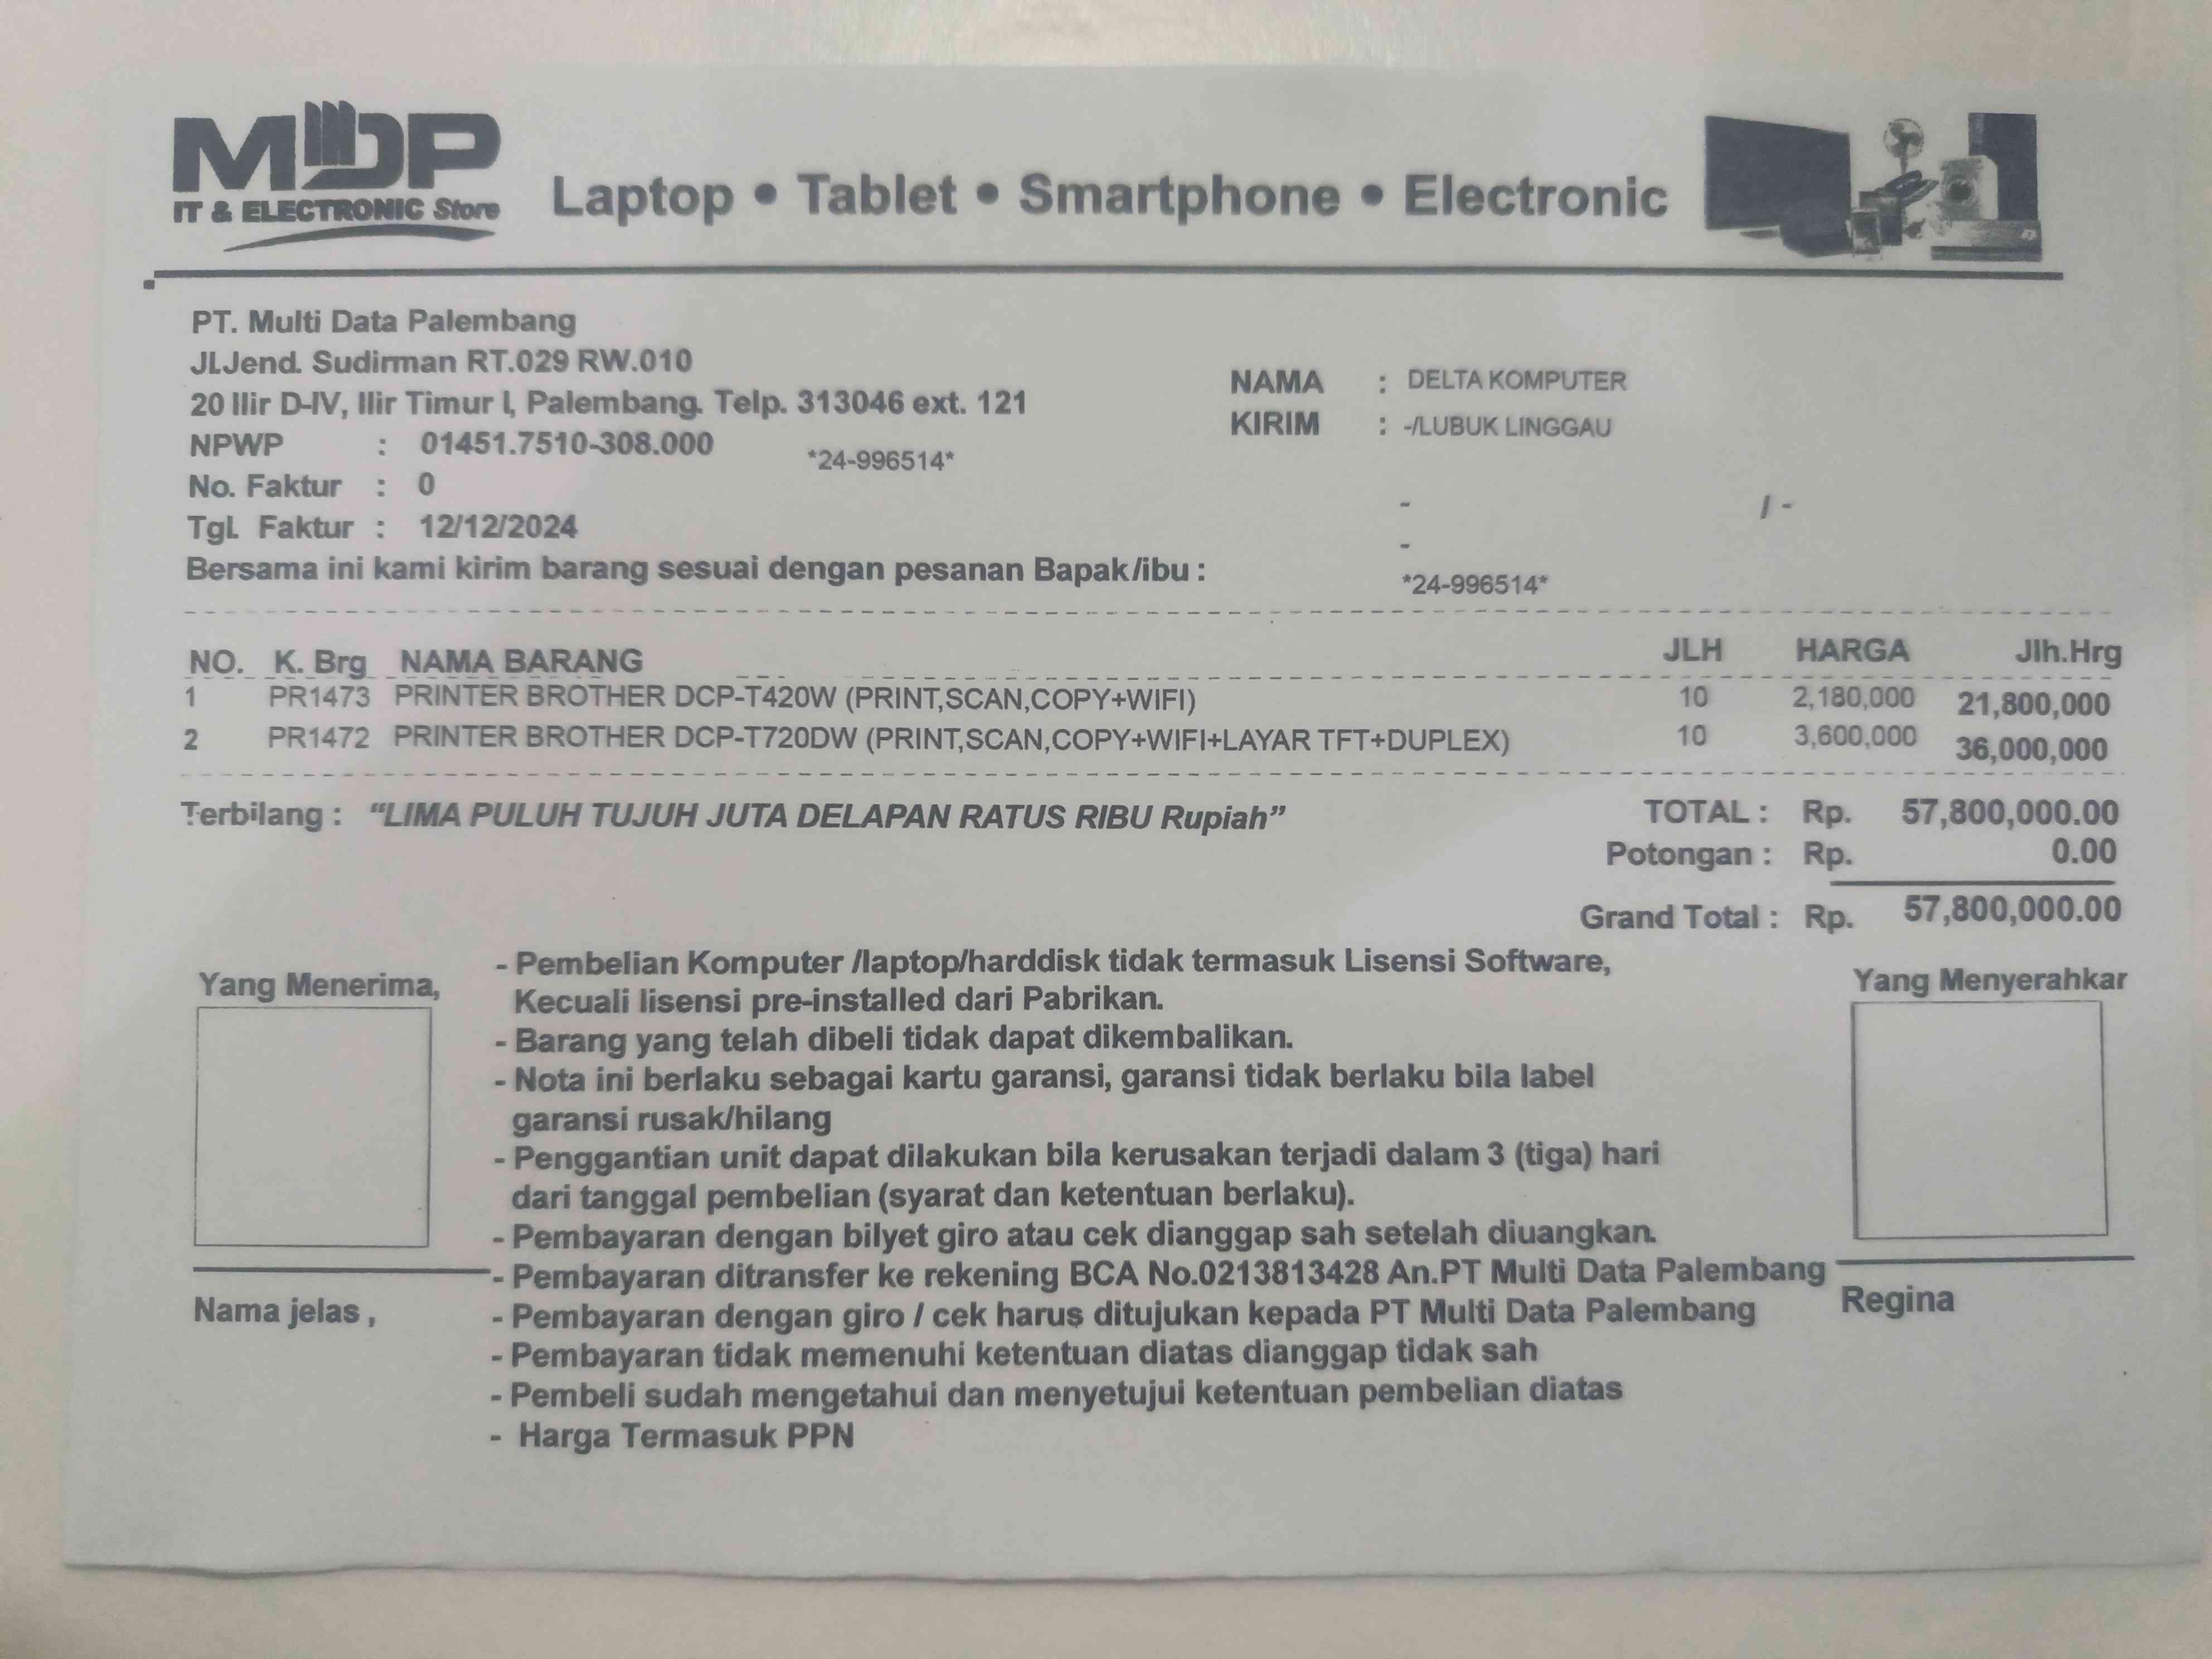 MDP
IT & ELECTRONIC Store
Laptop • Tablet • Smartphone • Electronic
PT. Multi Data Palembang
Jl.Jend. Sudirman RT.029 RW.010
20 Ilir D-IV, Ilir Timur I, Palembang. Telp. 313046 ext. 121
NPWP : 01451.7510-308.000
*24-996514*
No. Faktur : 0
Tgl. Faktur : 12/12/2024
Bersama ini kami kirim barang sesuai dengan pesanan Bapak/ibu :
NAMA : DELTA KOMPUTER
KIRIM : -/LUBUK LINGGAU
- / -
-
*24-996514*
NO. K. Brg NAMA BARANG JLH HARGA Jlh.Hrg
1 PR1473 PRINTER BROTHER DCP-T420W (PRINT,SCAN,COPY+WIFI) 10 2,180,000 21,800,000
2 PR1472 PRINTER BROTHER DCP-T720DW (PRINT,SCAN,COPY+WIFI+LAYAR TFT+DUPLEX) 10 3,600,000 36,000,000
Terbilang : “LIMA PULUH TUJUH JUTA DELAPAN RATUS RIBU Rupiah”
TOTAL : Rp. 57,800,000.00
Potongan : Rp. 0.00
Grand Total : Rp. 57,800,000.00
Yang Menerima,
Nama jelas ,
- Pembelian Komputer /laptop/harddisk tidak termasuk Lisensi Software,
Kecuali lisensi pre-installed dari Pabrikan.
- Barang yang telah dibeli tidak dapat dikembalikan.
- Nota ini berlaku sebagai kartu garansi, garansi tidak berlaku bila label
garansi rusak/hilang
- Penggantian unit dapat dilakukan bila kerusakan terjadi dalam 3 (tiga) hari
dari tanggal pembelian (syarat dan ketentuan berlaku).
- Pembayaran dengan bilyet giro atau cek dianggap sah setelah diuangkan.
- Pembayaran ditransfer ke rekening BCA No.0213813428 An.PT Multi Data Palembang
- Pembayaran dengan giro / cek harus ditujukan kepada PT Multi Data Palembang
- Pembayaran tidak memenuhi ketentuan diatas dianggap tidak sah
- Pembeli sudah mengetahui dan menyetujui ketentuan pembelian diatas
- Harga Termasuk PPN
Yang Menyerahkar
Regina